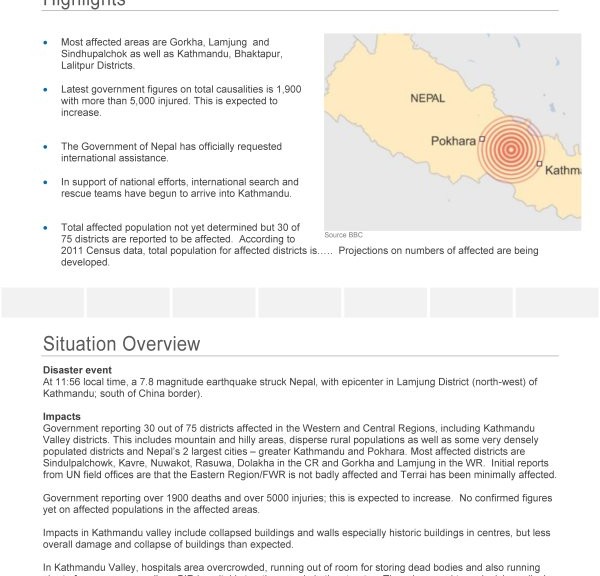 Highlights
• Most affected areas are Gorkha, Lamjung and
Sindhupalchok as well as Kathmandu, Bhaktapur,
Lalitpur Districts.
• Latest government figures on total causalities is 1,900
with more than 5,000 injured. This is expected to
increase.
• The Government of Nepal has officially requested
international assistance.
• In support of national efforts, international search and
rescue teams have begun to arrive into Kathmandu.
• Total affected population not yet determined but 30 of
75 districts are reported to be affected. According to
2011 Census data, total population for affected districts is….. Projections on numbers of affected are being
developed.
NEPAL
Pokhara
Kathm
Source BBC
Situation Overview
Disaster event
At 11:56 local time, a 7.8 magnitude earthquake struck Nepal, with epicenter in Lamjung District (north-west) of
Kathmandu; south of China border).
Impacts
Government reporting 30 out of 75 districts affected in the Western and Central Regions, including Kathmandu
Valley districts. This includes mountain and hilly areas, disperse rural populations as well as some very densely
populated districts and Nepal's 2 largest cities – greater Kathmandu and Pokhara. Most affected districts are
Sindulpalchowk, Kavre, Nuwakot, Rasuwa, Dolakha in the CR and Gorkha and Lamjung in the WR. Initial reports
from UN field offices are that the Eastern Region/FWR is not badly affected and Terrai has been minimally affected.
Government reporting over 1900 deaths and over 5000 injuries; this is expected to increase. No confirmed figures
yet on affected populations in the affected areas.
Impacts in Kathmandu valley include collapsed buildings and walls especially historic buildings in centres, but less
overall damage and collapse of buildings than expected.
In Kathmandu Valley, hospitals area overcrowded, running out of room for storing dead bodies and also running